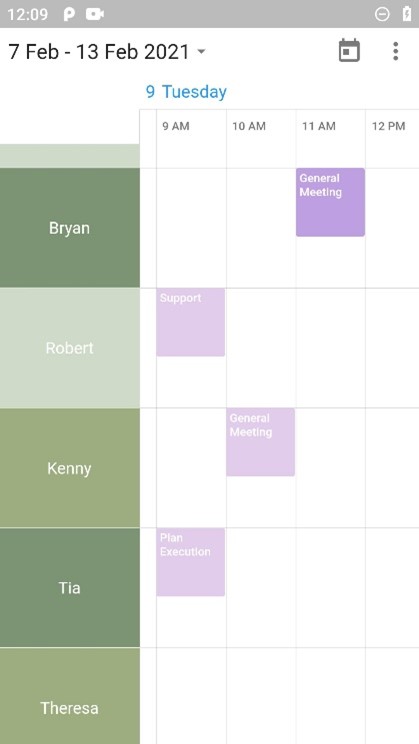 12:09
7 Feb - 13 Feb 2021
9 Tuesday
9 AM 10 AM 11 AM 12 PM
Bryan
General
Meeting
Robert
Support
Kenny
General
Meeting
Tia
Plan
Execution
Theresa